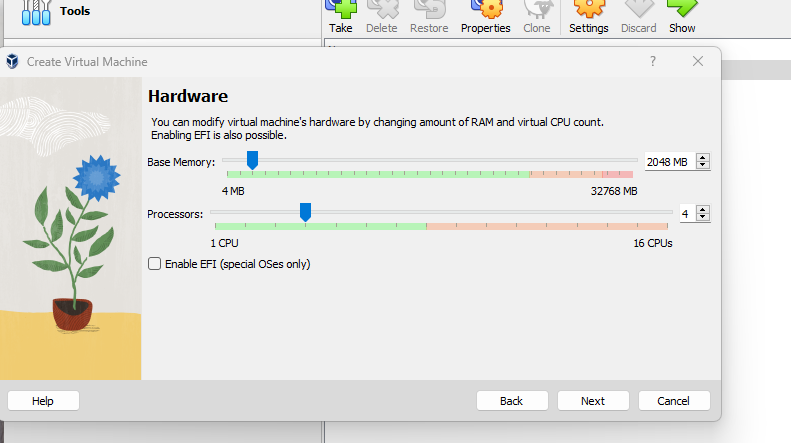 Tools
Take Delete Restore Properties Clone Settings Discard Show
Create Virtual Machine ?
Hardware
You can modify virtual machine's hardware by changing amount of RAM and virtual CPU count.
Enabling EFI is also possible.
Base Memory: 2048 MB
4 MB 32768 MB
Processors: 4
1 CPU 16 CPUs
Enable EFI (special OSes only)
Help Back Next Cancel